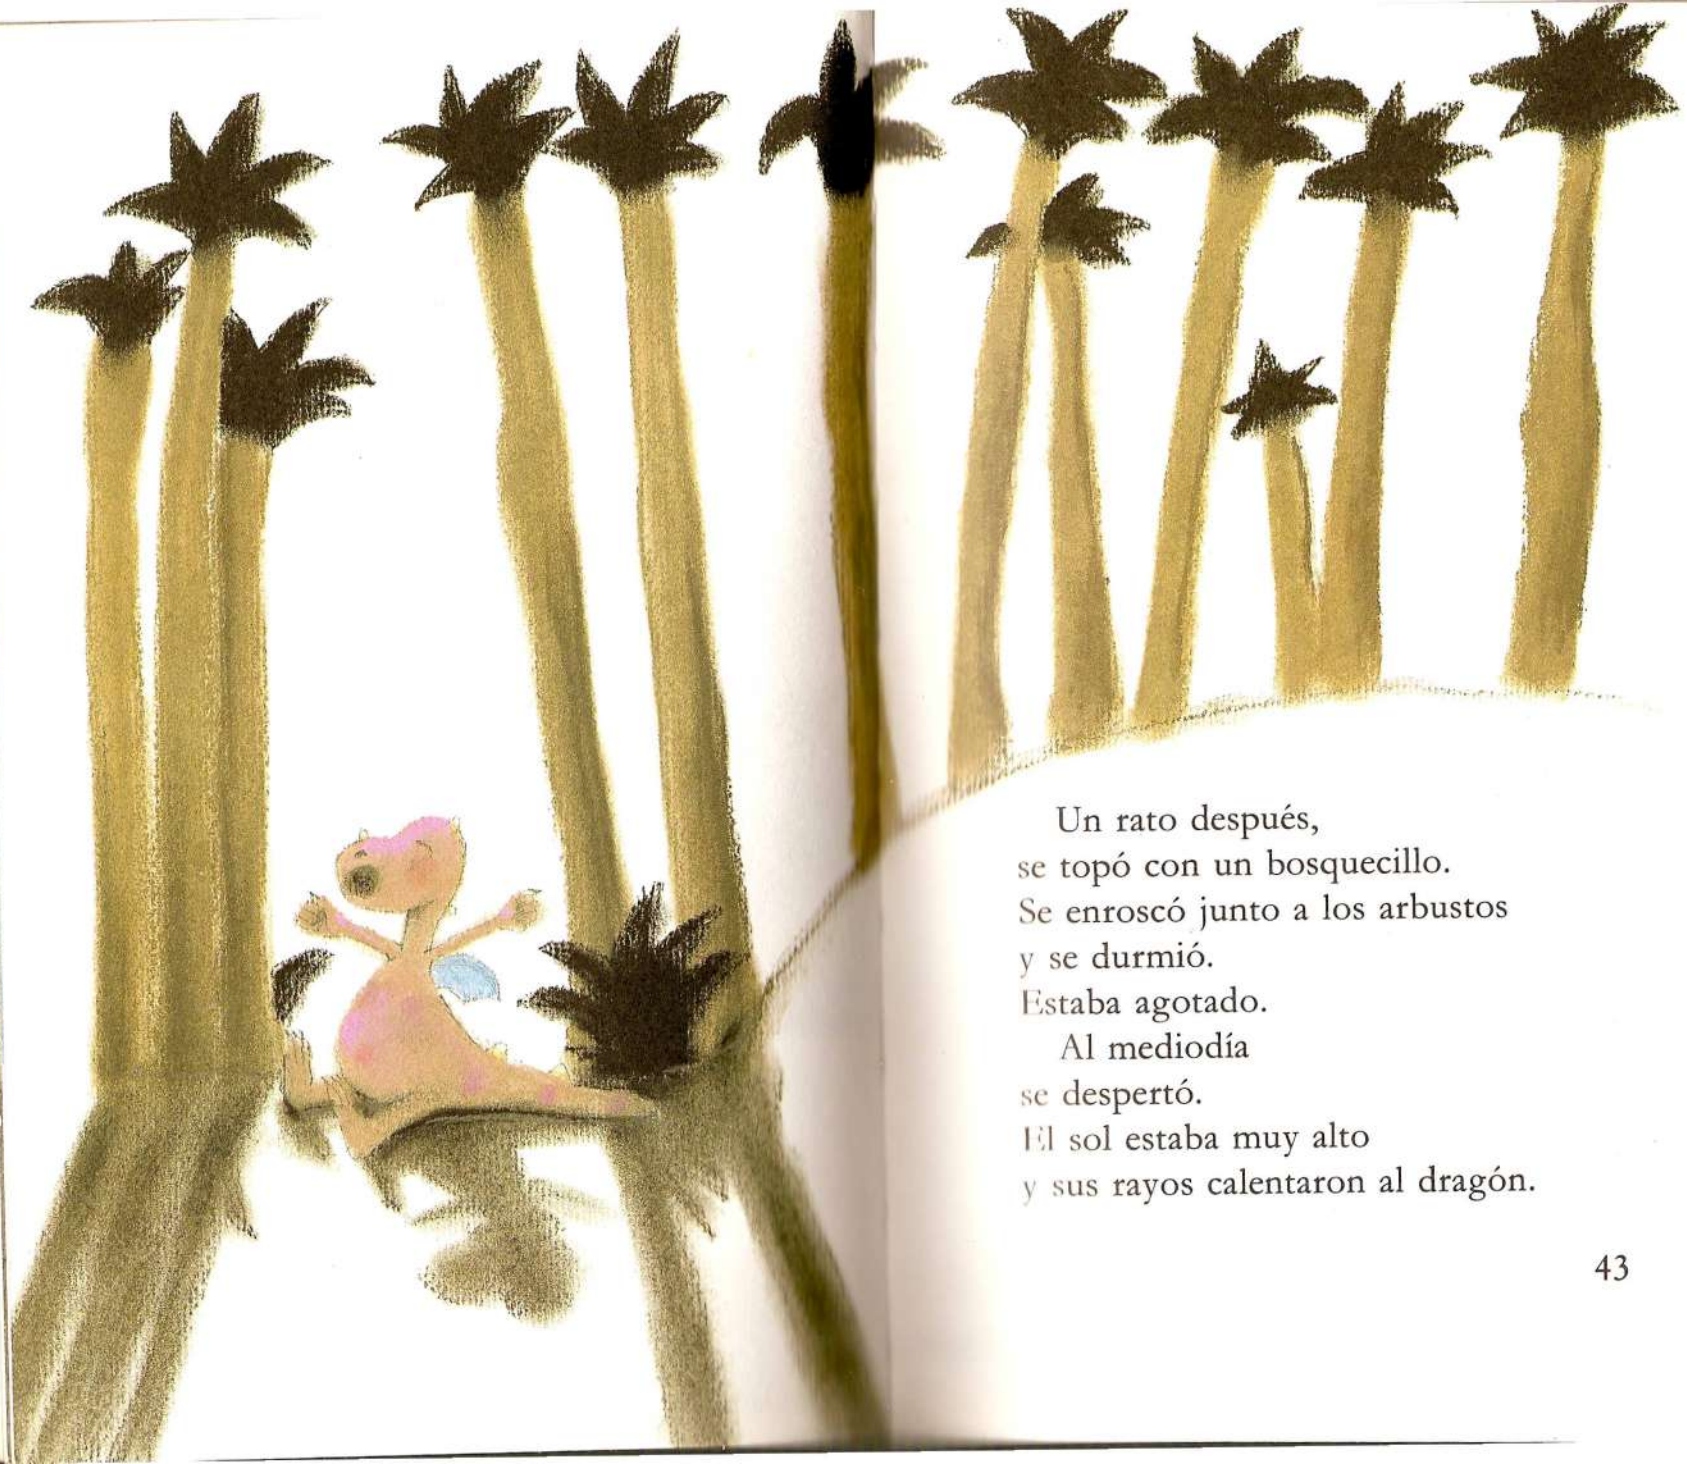 Un rato después,
se topó con un bosquecillo.
Se enroscó junto a los arbustos
y se durmió.
Estaba agotado.
Al mediodía
se despertó.
El sol estaba muy alto
y sus rayos calentaron al dragón.
43